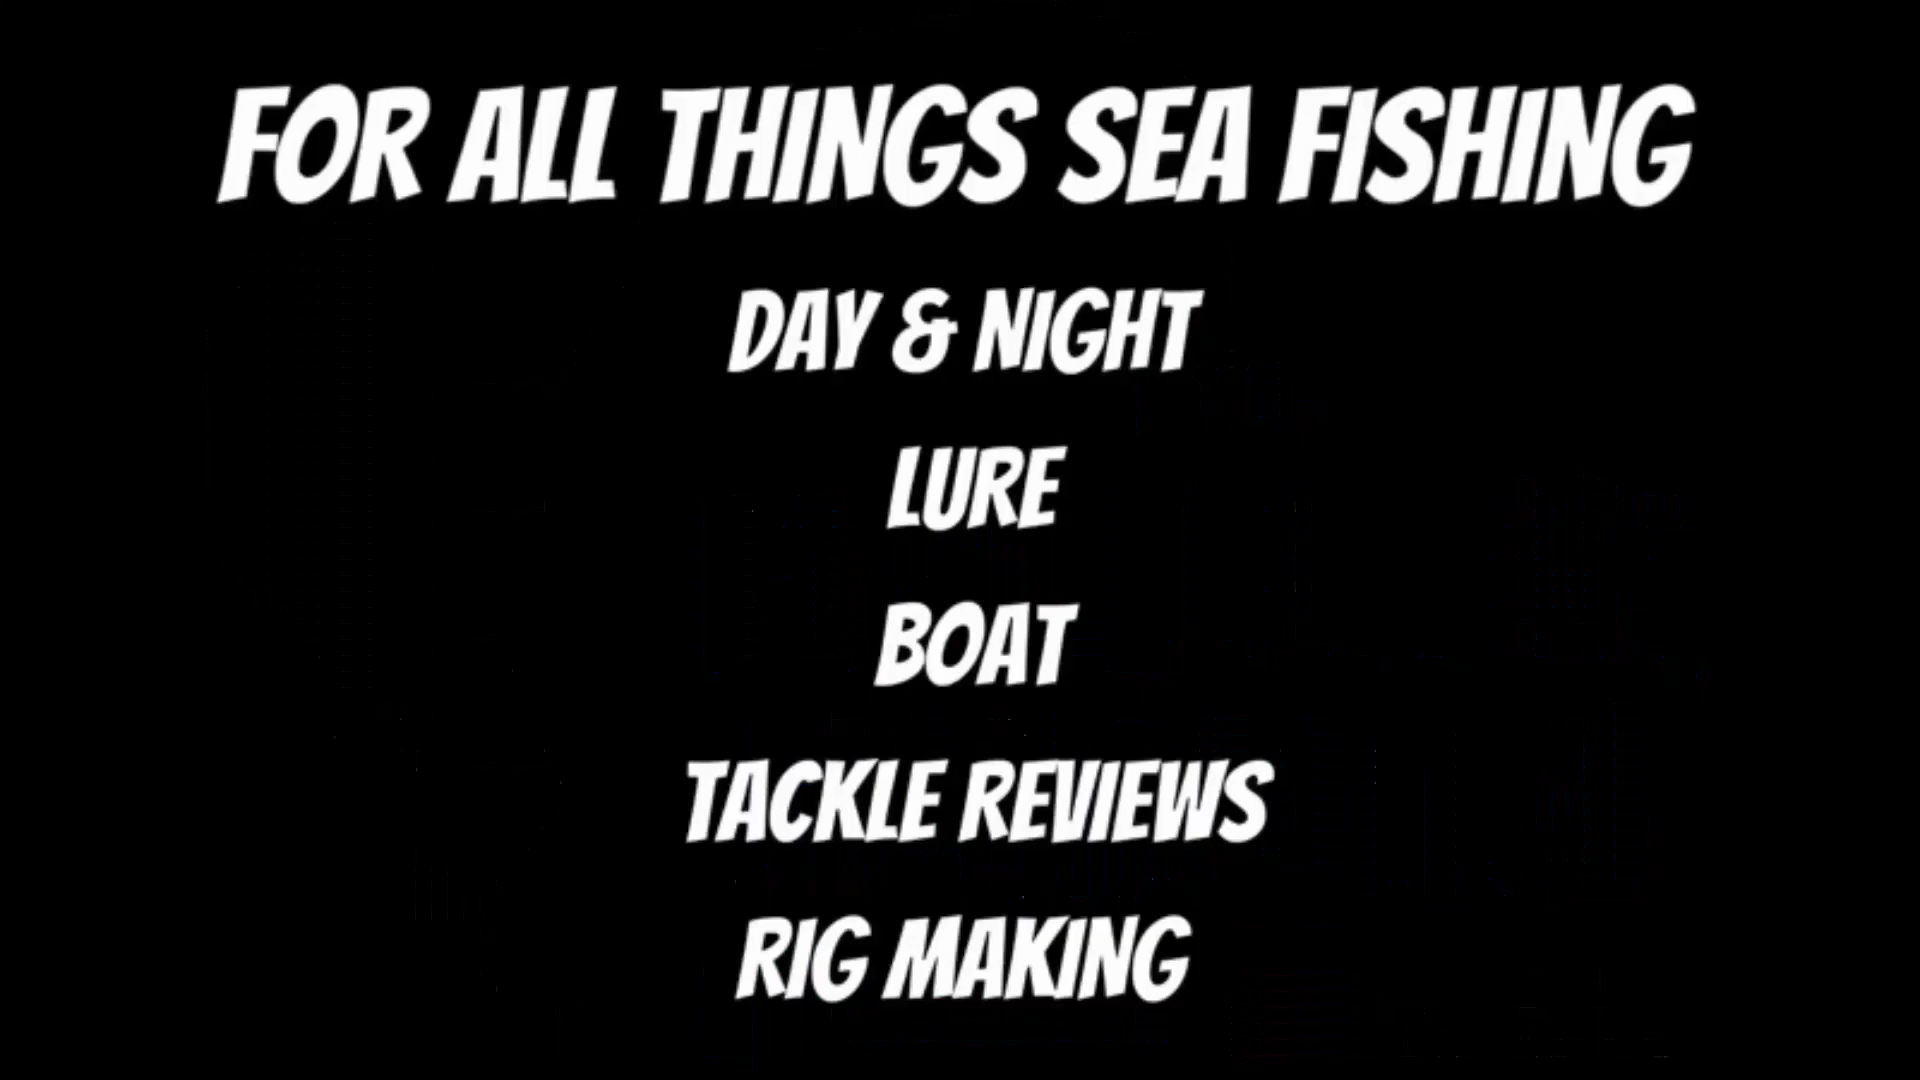 FOR ALL THINGS SEA FISHING
DAY & NIGHT
LURE
BOAT
TACKLE REVIEWS
RIG MAKING